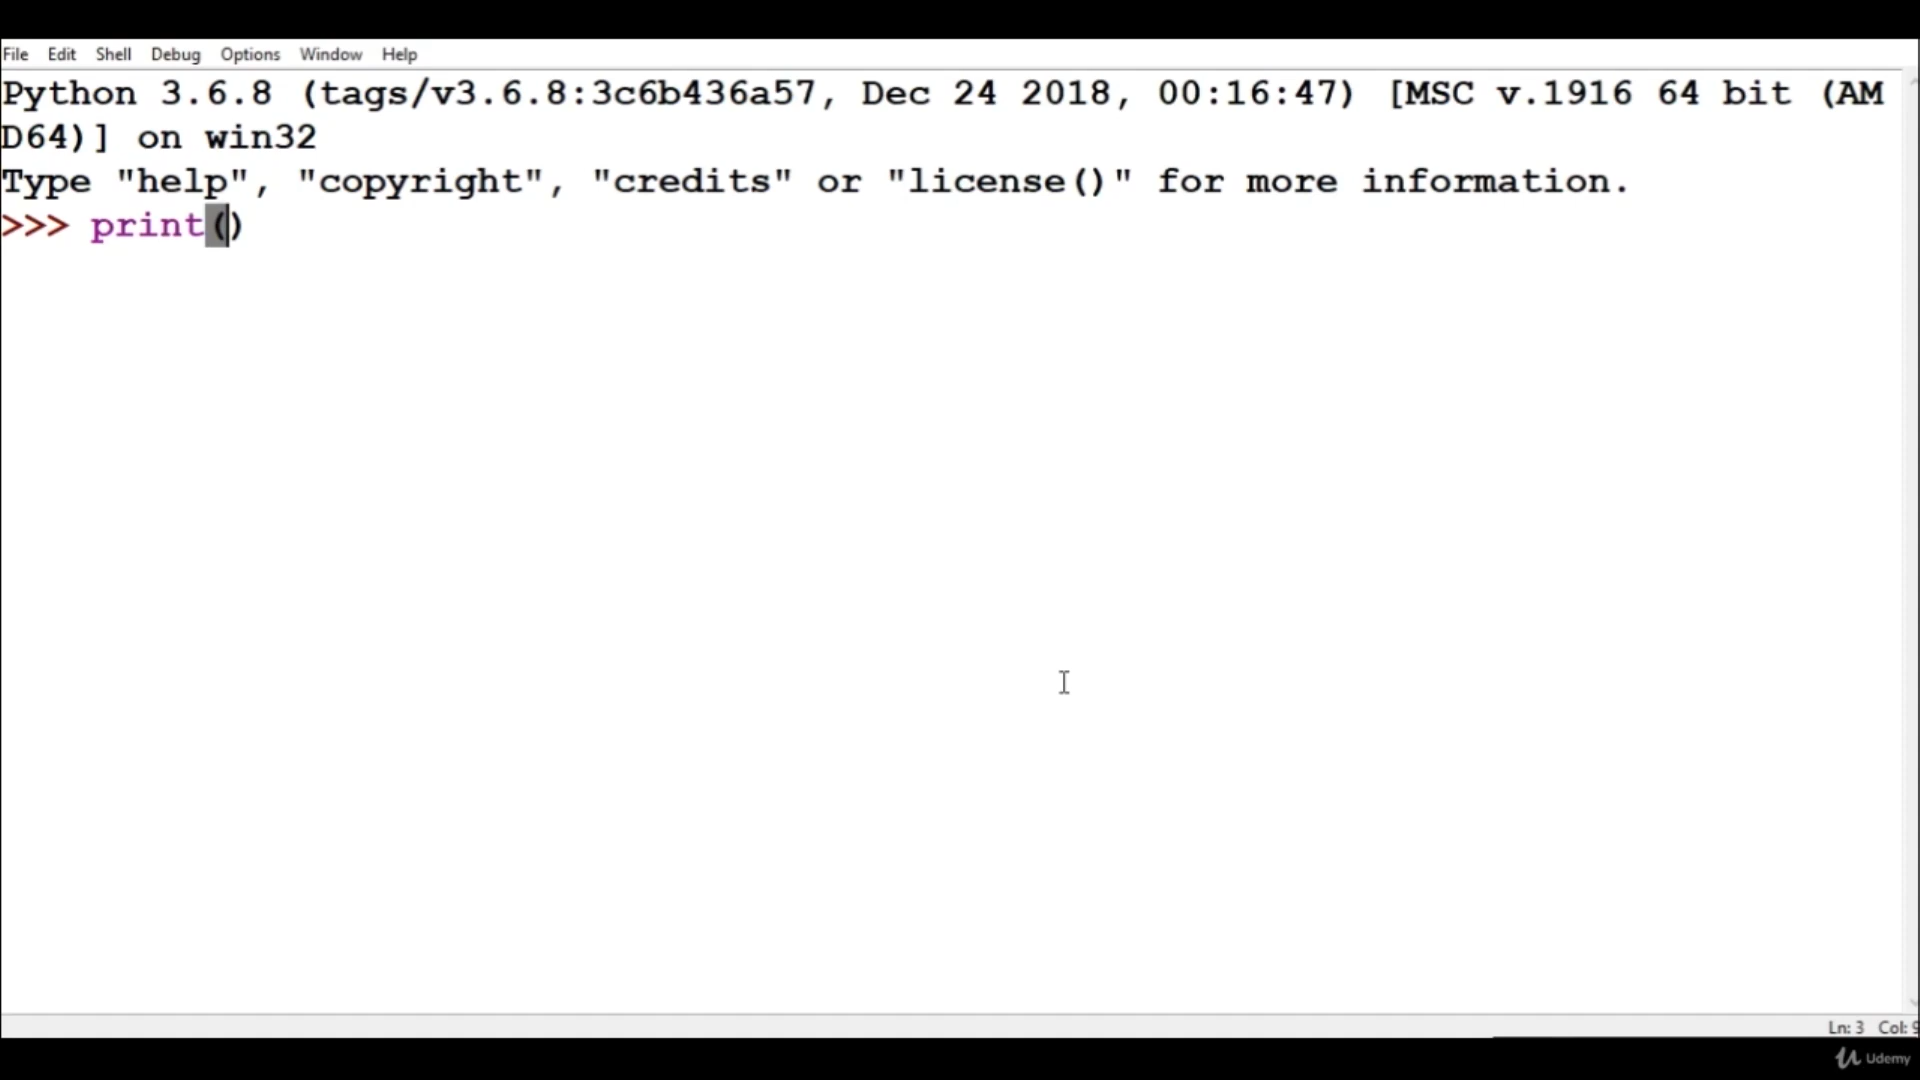 File Edit Shell Debug Options Window Help
Python 3.6.8 (tags/v3.6.8:3c6b436a57, Dec 24 2018, 00:16:47) [MSC v.1916 64 bit (AM
D64)] on win32
Type "help", "copyright", "credits" or "license()" for more information.
>>> print()
Ln: 3 Col: 9
Udemy